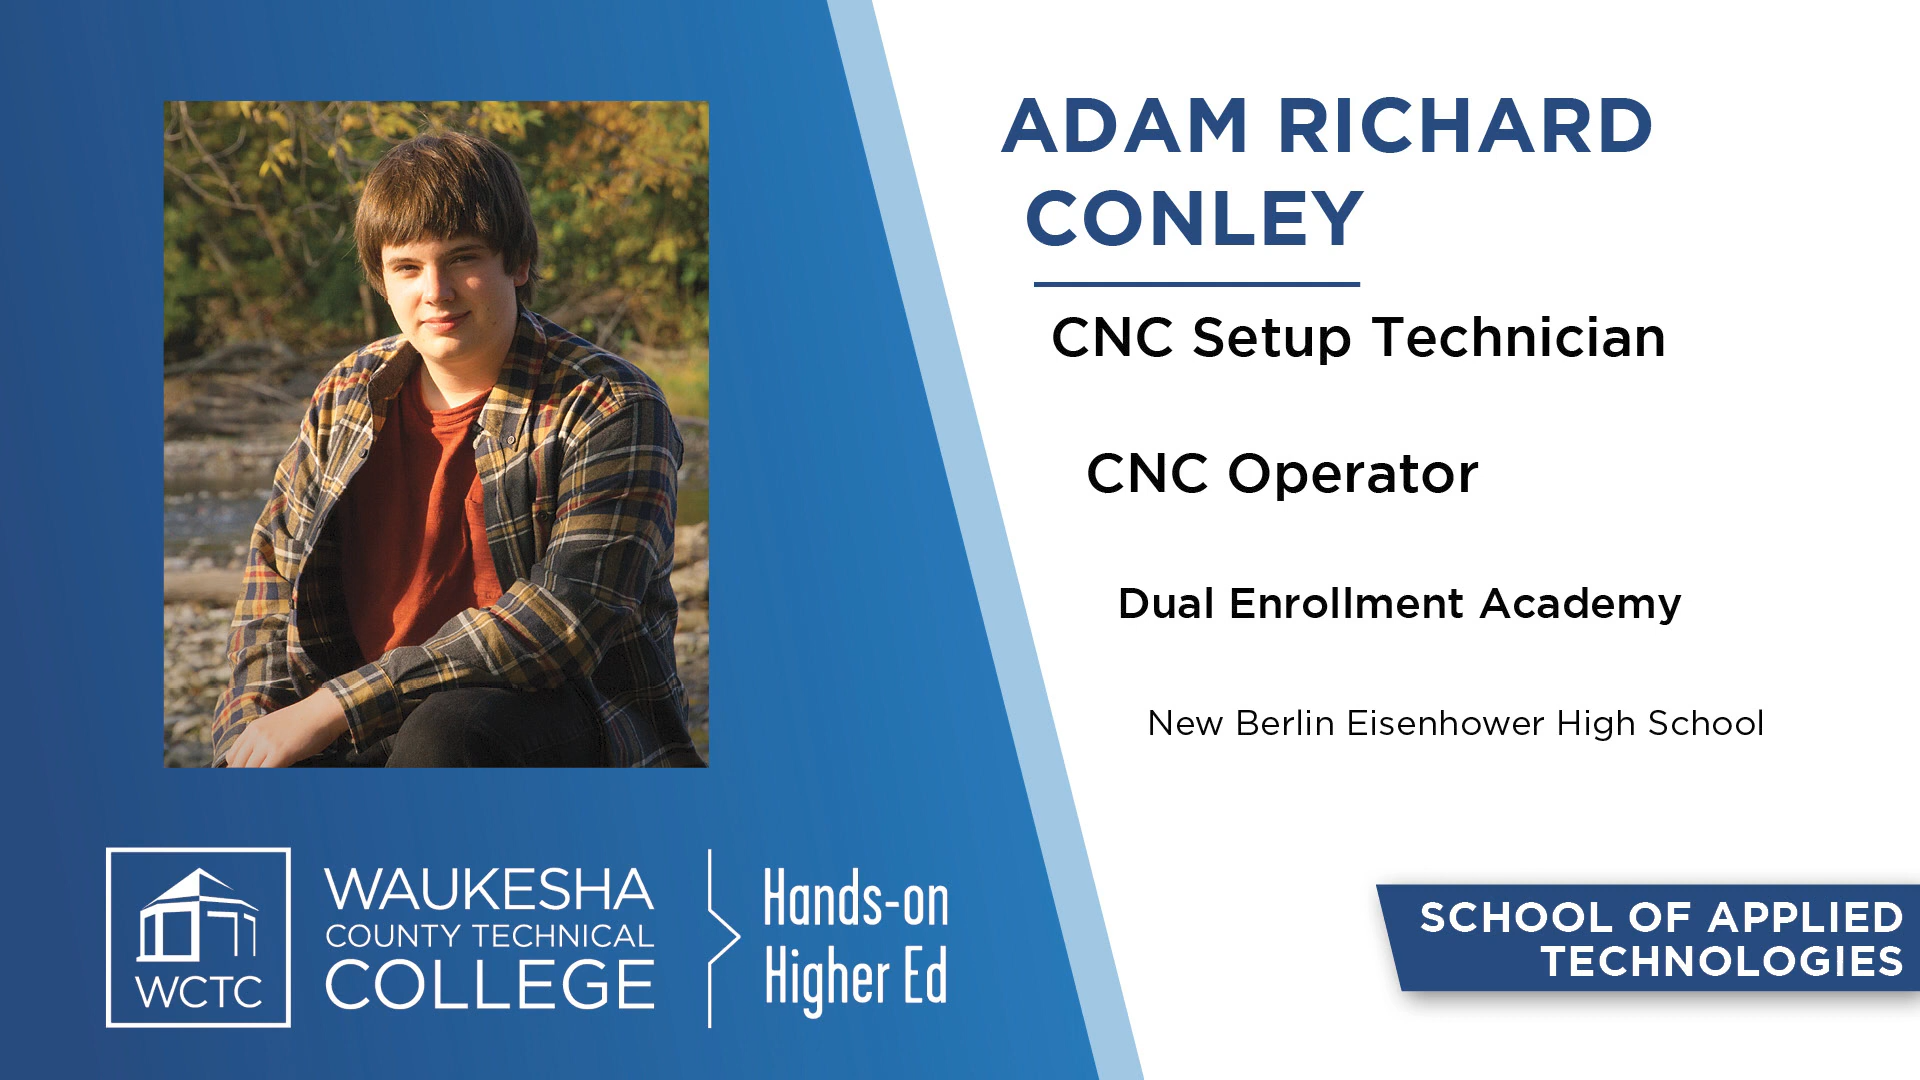 ADAM RICHARD
CONLEY
CNC Setup Technician
CNC Operator
Dual Enrollment Academy
New Berlin Eisenhower High School
WCTC
WAUKESHA
COUNTY TECHNICAL
COLLEGE
Hands-on
Higher Ed
SCHOOL OF APPLIED
TECHNOLOGIES